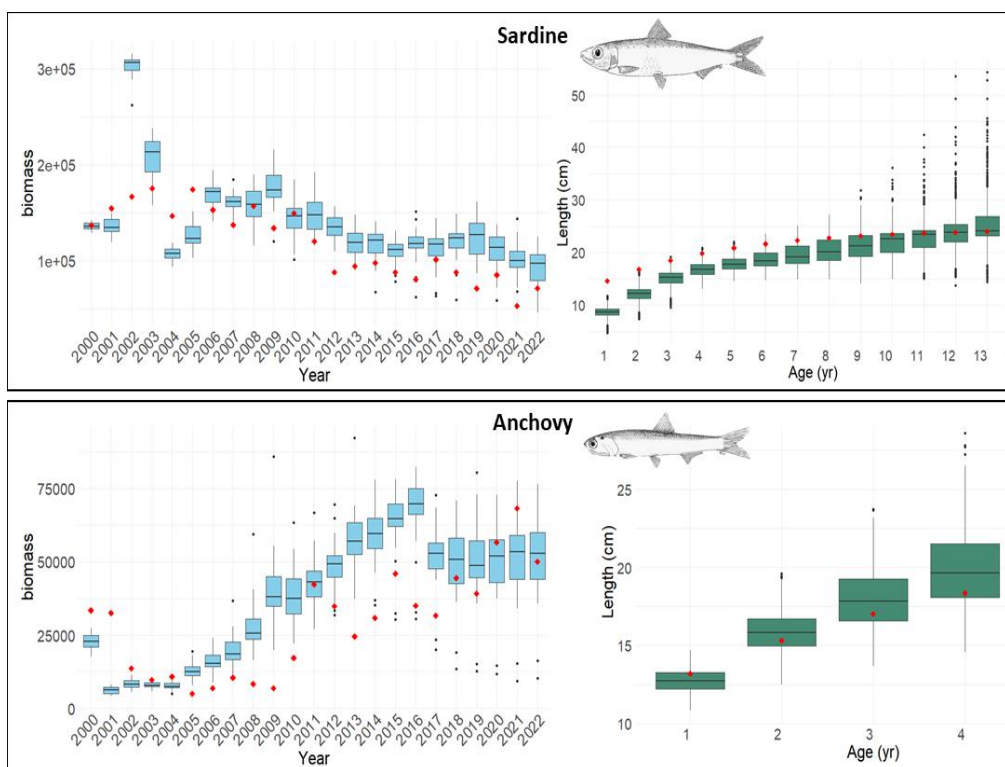 Sardine
biomass
3e+05
2e+05
1e+05
2000 2001 2002 2003 2004 2005 2006 2007 2008 2009 2010 2011 2012 2013 2014 2015 2016 2017 2018 2019 2020 2021 2022
Year
Length (cm)
50
40
30
20
10
1 2 3 4 5 6 7 8 9 10 11 12 13
Age (yr)
Anchovy
biomass
75000
50000
25000
0
2000 2001 2002 2003 2004 2005 2006 2007 2008 2009 2010 2011 2012 2013 2014 2015 2016 2017 2018 2019 2020 2021 2022
Year
Length (cm)
25
20
15
10
1 2 3 4
Age (yr)